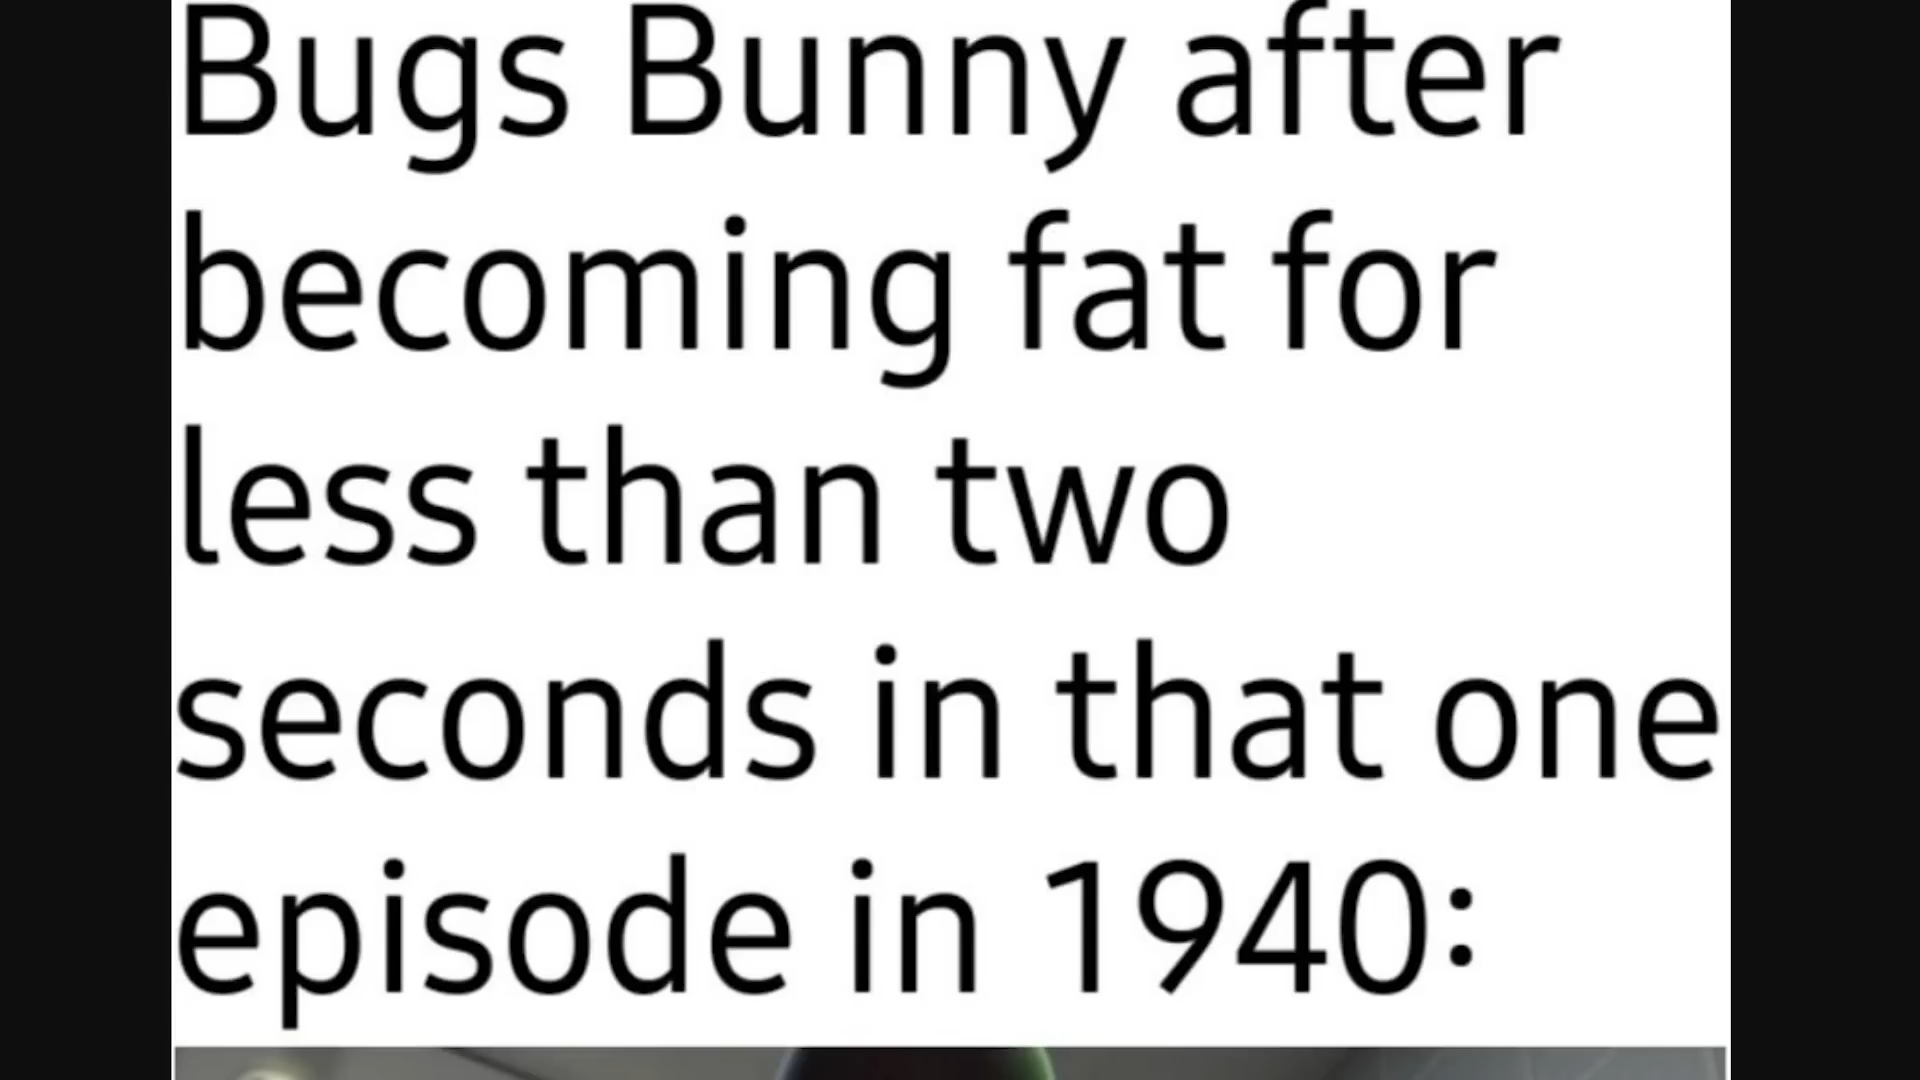 Bugs Bunny after
becoming fat for
less than two
seconds in that one
episode in 1940: